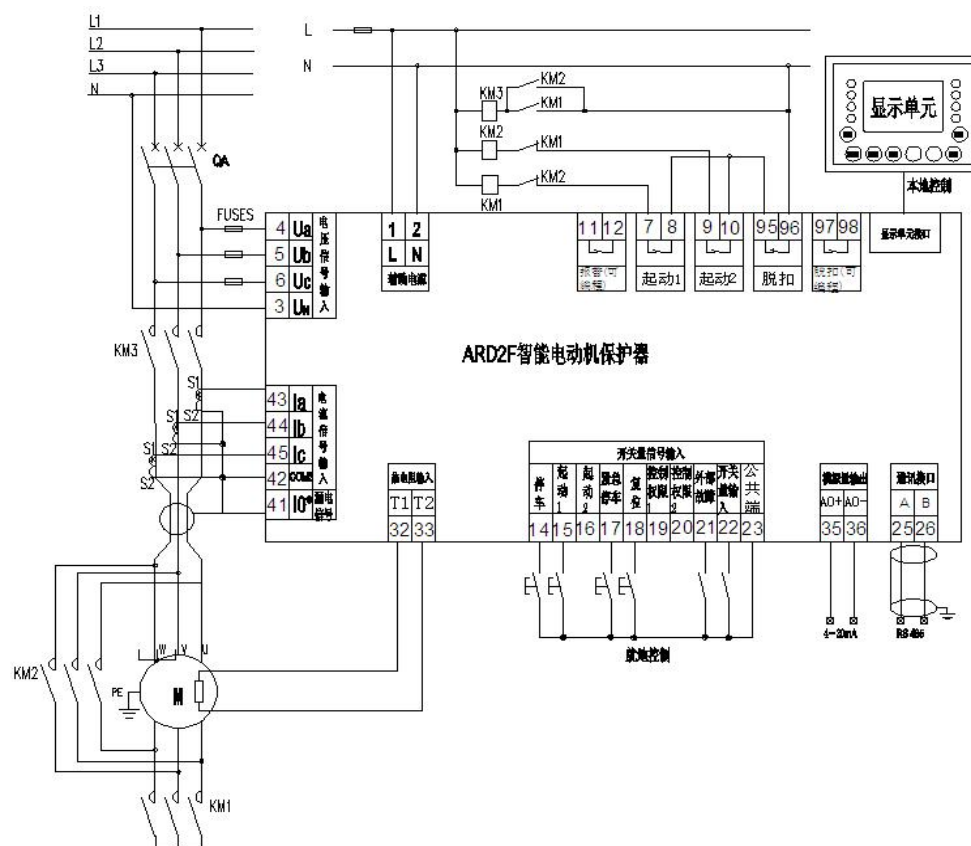 L1
L2
L3
N
L
N
KM2
KM3
KM1
KM2
KM1
KM2
KM1
显示单元
本地控制
QA
FUSES
4 Ua
5 Ub
6 Uc
3 UN
电压信号输入
1 2
L N
辅助电源
11 12
报警(可编程)
7 8
起动1
9 10
起动2
95 96
脱扣
97 98
脱扣(可编程)
显示单元接口
KM3
ARD2F智能电动机保护器
S1
S1 S2
S1 S2
S2
43 Ia
44 Ib
45 Ic
42 COM
41 I0*
电流信号输入
漏电信号
热电阻输入
T1 T2
32 33
开关量信号输入
停车
起动1
起动2
紧急停车
复位
控制权限1
控制权限2
外部故障
开关量输入
公共端
14 15 16 17 18 19 20 21 22 23
就地控制
模拟量输出
AO+ AO-
35 36
4-20mA
通讯接口
A B
25 26
RS485
KM2
W V U
PE
M
KM1